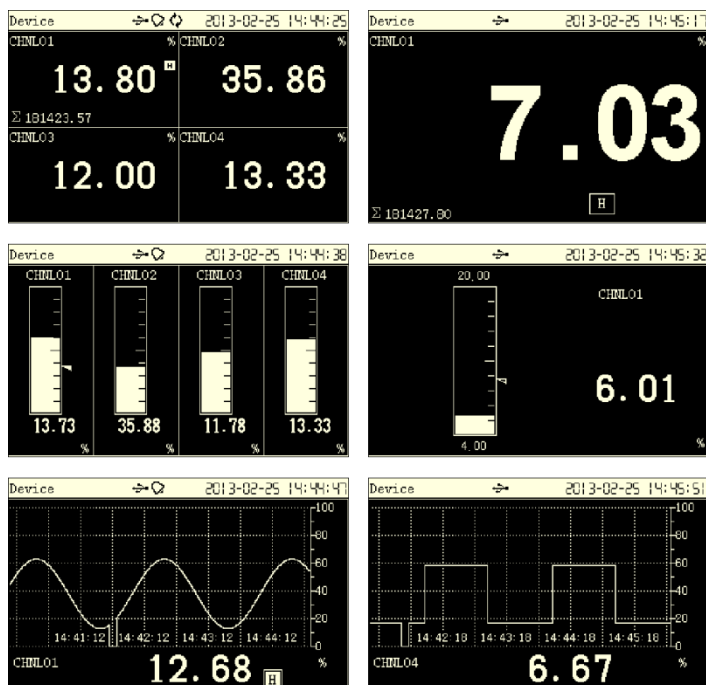 Device 2013-02-25 14:44:25
CHNL01 % CHNL02 %
13.80 H 35.86
Σ 181423.57
CHNL03 % CHNL04 %
12.00 13.33
Device 2013-02-25 14:45:17
CHNL01 %
7.03
H
Σ 181427.80
Device 2013-02-25 14:44:38
CHNL01 CHNL02 CHNL03 CHNL04
13.73 35.88 11.78 13.33
% % % %
Device 2013-02-25 14:45:32
20.00
CHNL01
6.01
4.00 %
Device 2013-02-25 14:44:47
100
80
60
40
20
14:41:12 14:42:12 14:43:12 14:44:12
0
CHNL01 12.68 H %
Device 2013-02-25 14:45:51
100
80
60
40
20
14:42:18 14:43:18 14:44:18 14:45:18
0
CHNL04 6.67 %